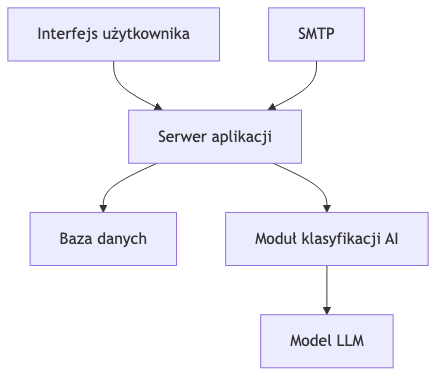 Interfejs użytkownika
SMTP
Serwer aplikacji
Baza danych
Moduł klasyfikacji AI
Model LLM